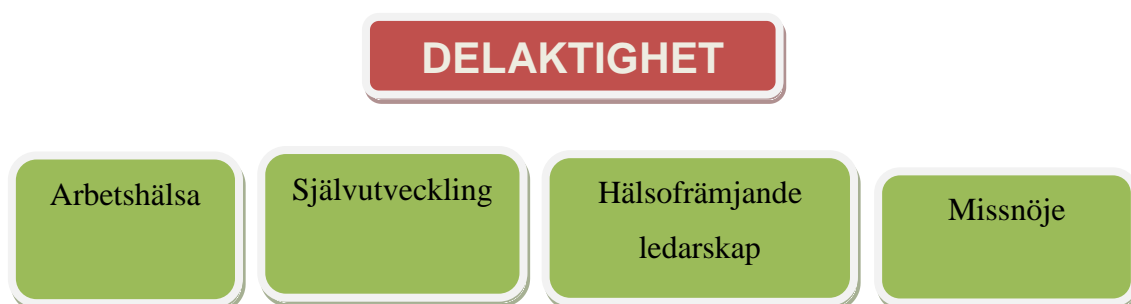 DELAKTIGHET
Arbetshälsa
Självutveckling
Hälsofrämjande
ledarskap
Missnöje